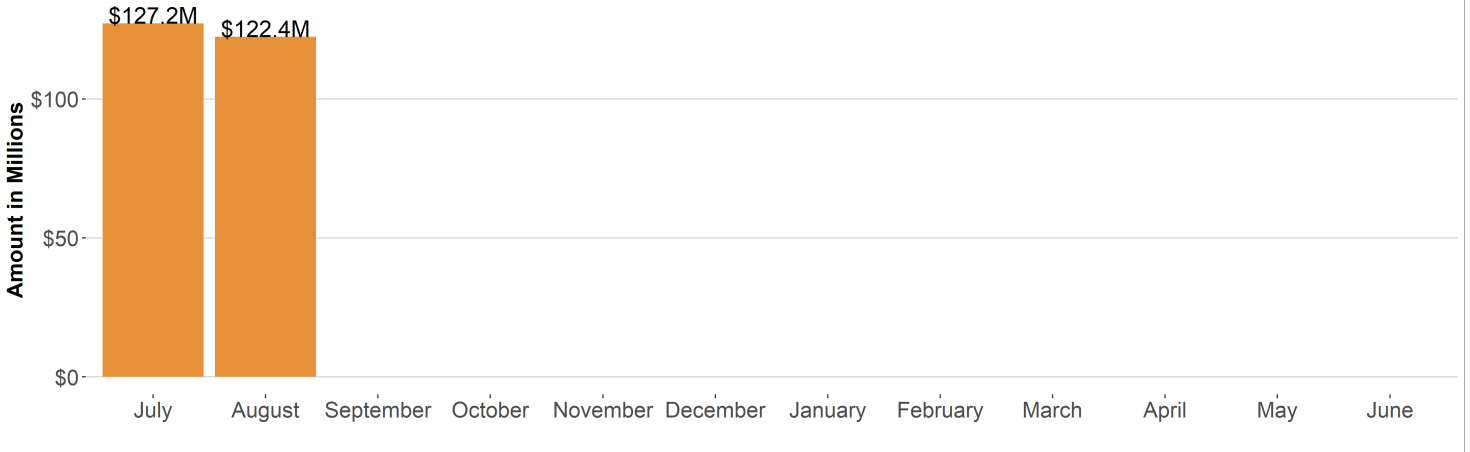 $127.2M
$122.4M
Amount in Millions
$100
$50
$0
July August September October November December January February March April May June